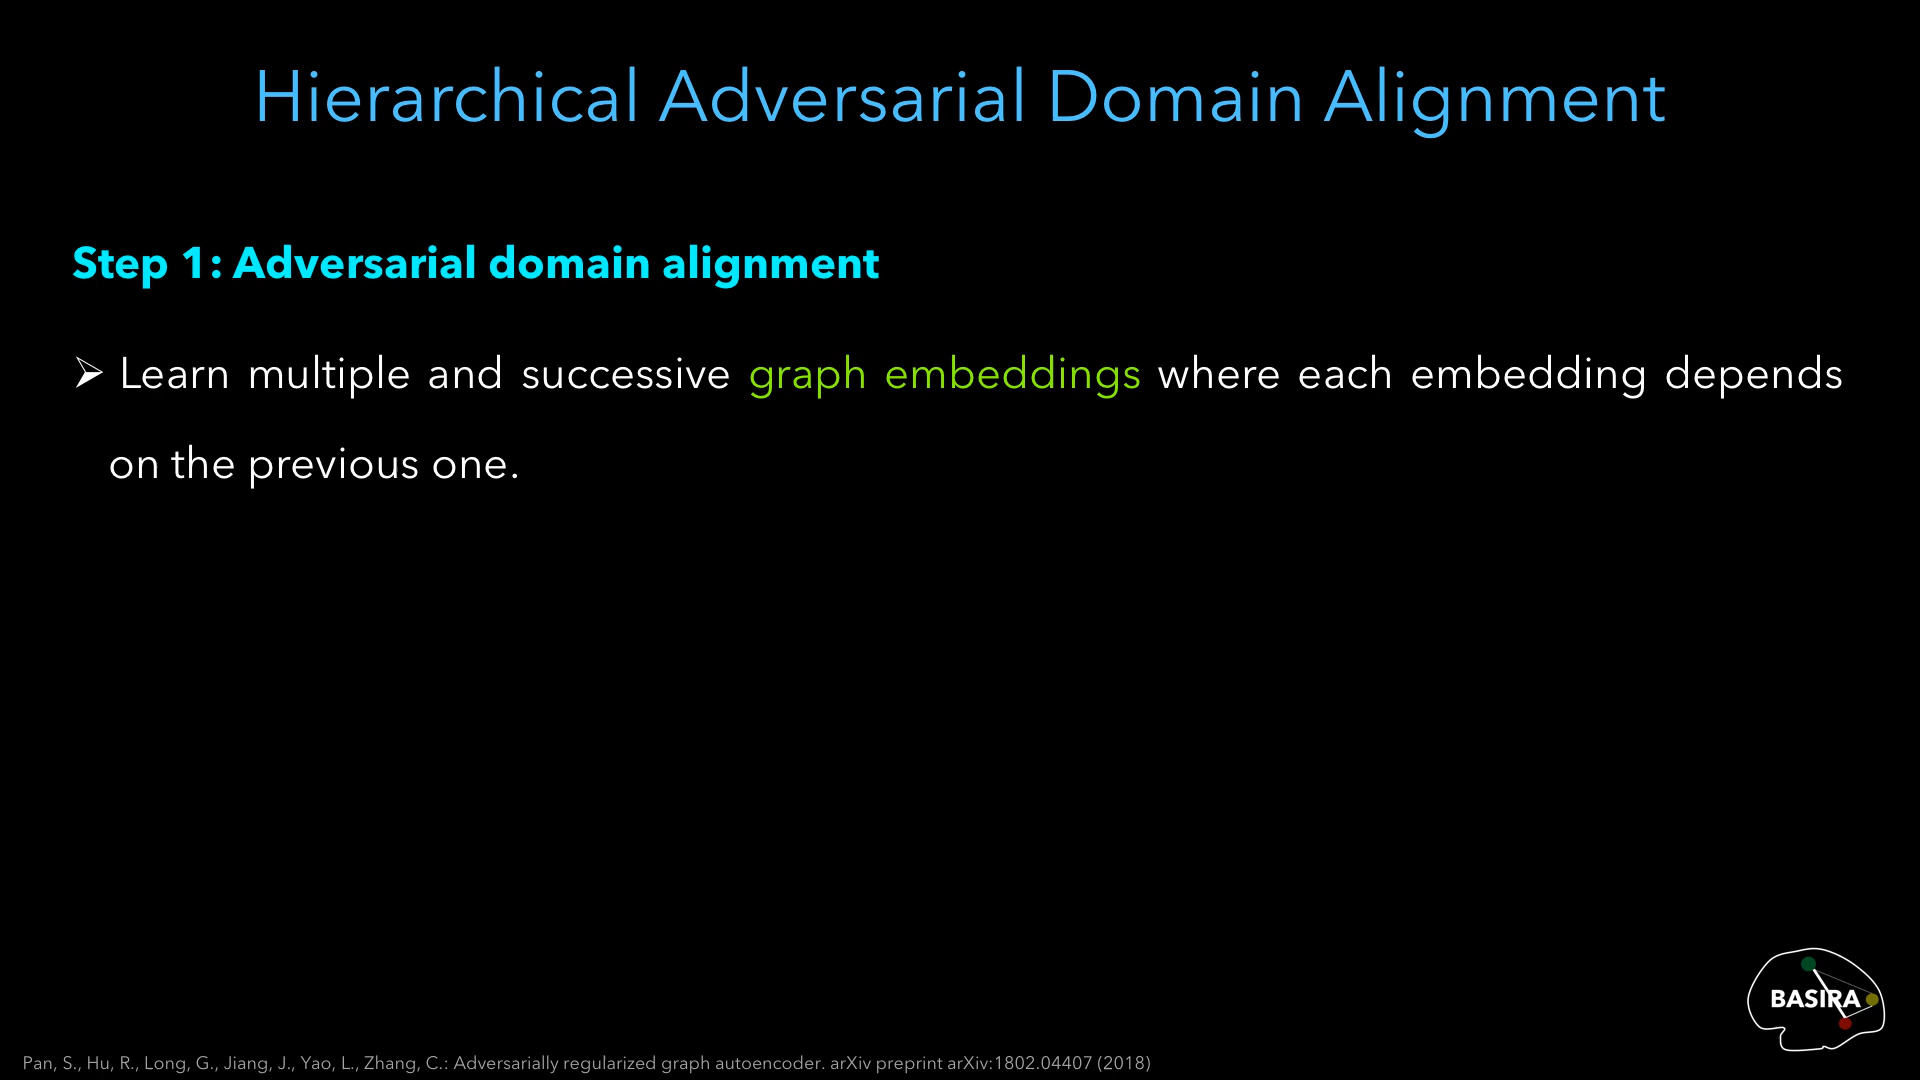 Hierarchical Adversarial Domain Alignment
Step 1: Adversarial domain alignment
➢ Learn multiple and successive graph embeddings where each embedding depends
on the previous one.
BASIRA
Pan, S., Hu, R., Long, G., Jiang, J., Yao, L., Zhang, C.: Adversarially regularized graph autoencoder. arXiv preprint arXiv:1802.04407 (2018)